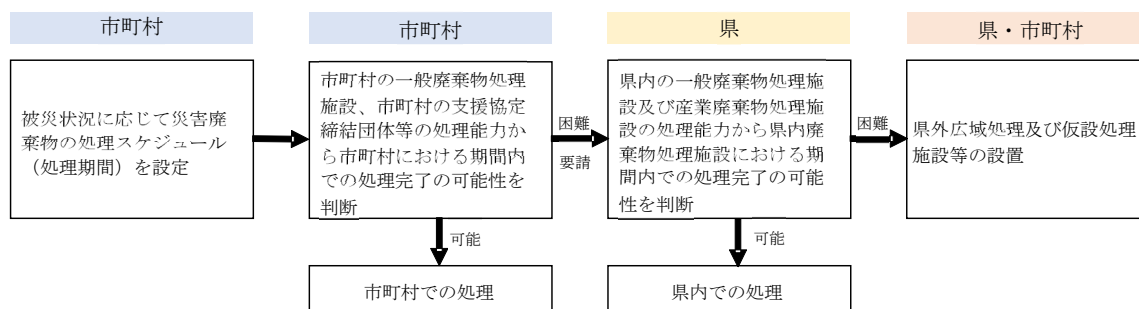 市町村
市町村
県
県・市町村
被災状況に応じて災害廃
棄物の処理スケジュール
（処理期間）を設定
市町村の一般廃棄物処理
施設、市町村の支援協定
締結団体等の処理能力か
ら市町村における期間内
での処理完了の可能性を
判断
困難
要請
県内の一般廃棄物処理施
設及び産業廃棄物処理施
設の処理能力から県内廃
棄物処理施設における期
間内での処理完了の可能
性を判断
困難
県外広域処理及び仮設処理
施設等の設置
可能
可能
市町村での処理
県内での処理